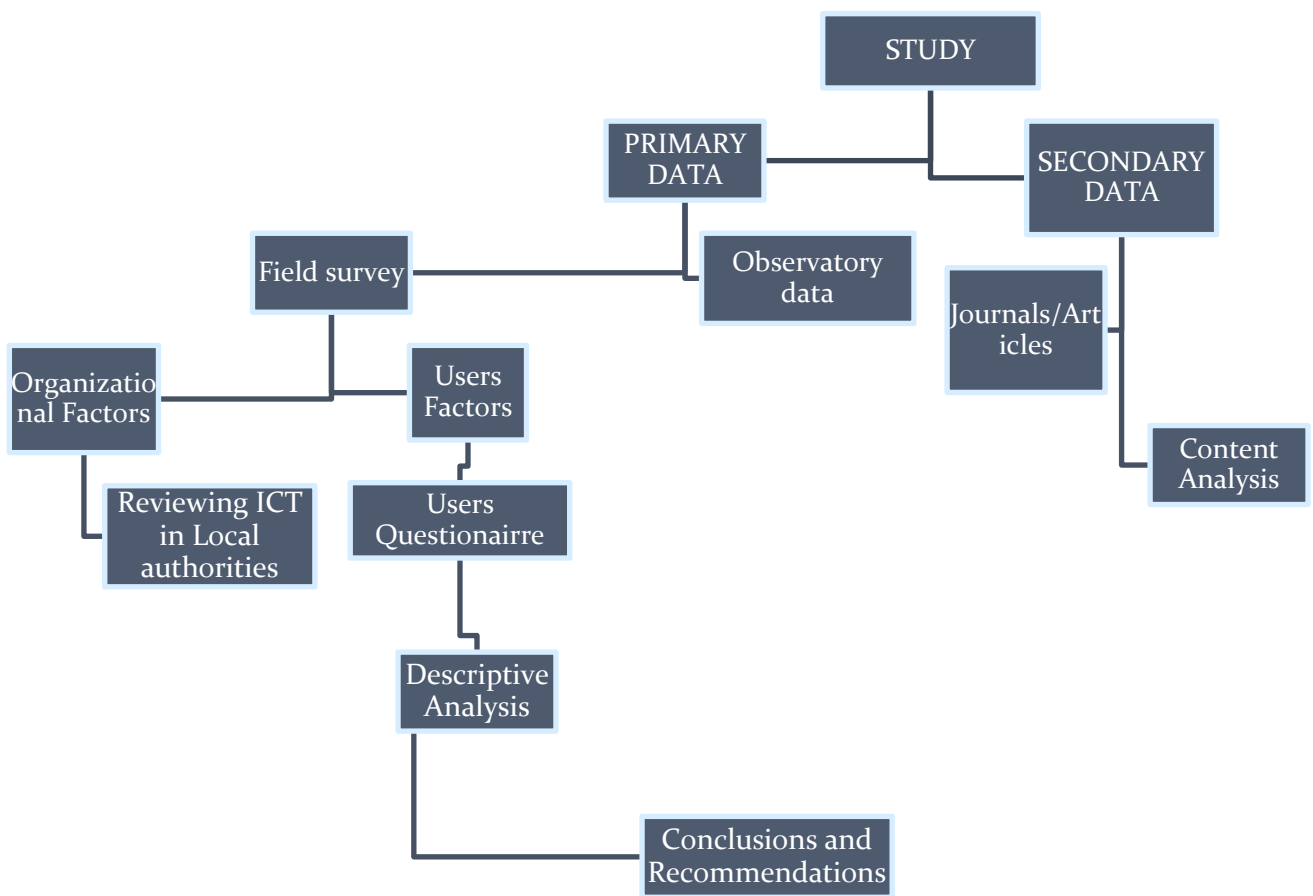 STUDY
PRIMARY
DATA
SECONDARY
DATA
Field survey
Observatory
data
Journals/Art
icles
Organizatio
nal Factors
Users
Factors
Content
Analysis
Reviewing ICT
in Local
authorities
Users
Questionairre
Descriptive
Analysis
Conclusions and
Recommendations